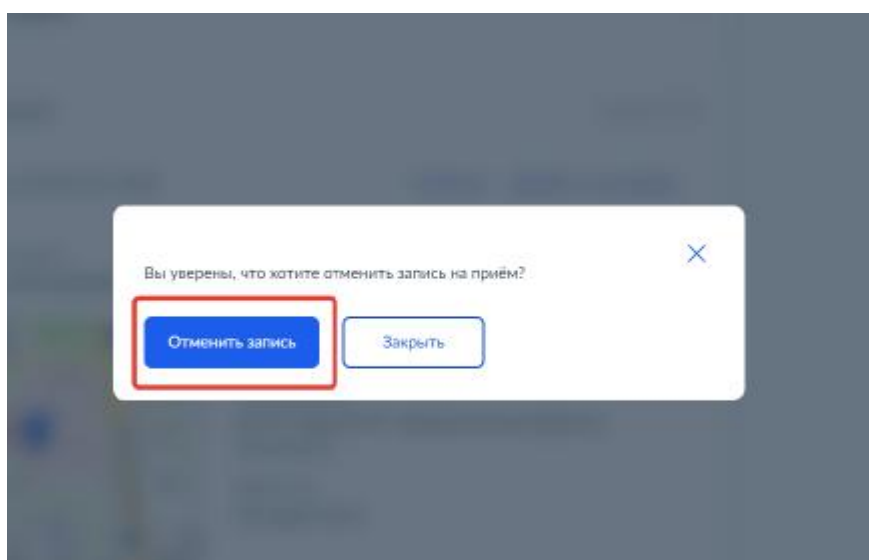 Вы уверены, что хотите отменить запись на приём?
Отменить запись
Закрыть